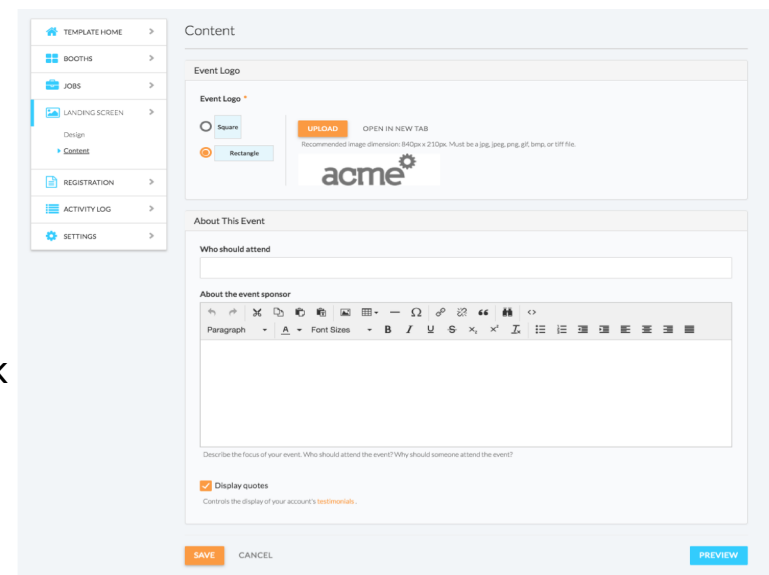 TEMPLATE HOME
BOOTHS
JOBS
LANDING SCREEN
Design
Content
REGISTRATION
ACTIVITY LOG
SETTINGS
k
Content
Event Logo
Event Logo *
Square
Rectangle
UPLOAD OPEN IN NEW TAB
Recommended image dimension: 840px x 210px. Must be a jpg, jpeg, png, gif, bmp, or tiff file.
acme
About This Event
Who should attend
About the event sponsor
Paragraph A Font Sizes B I U S x₂ x² Tx
Describe the focus of your event. Who should attend the event? Why should someone attend the event?
Display quotes
Controls the display of your account's testimonials..
SAVE CANCEL PREVIEW